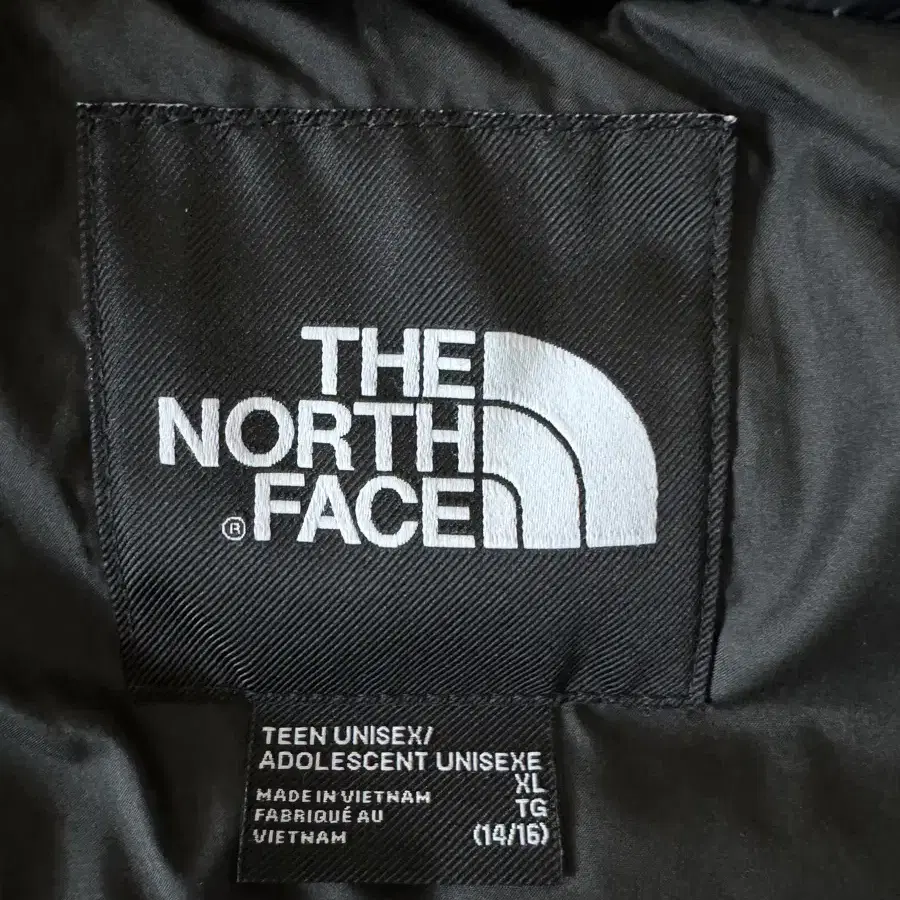 THE
NORTH
®FACE
TEEN UNISEX/
ADOLESCENT UNISEXE
XL
MADE IN VIETNAM
TG
FABRIQUÉ AU
VIETNAM
(14/16)